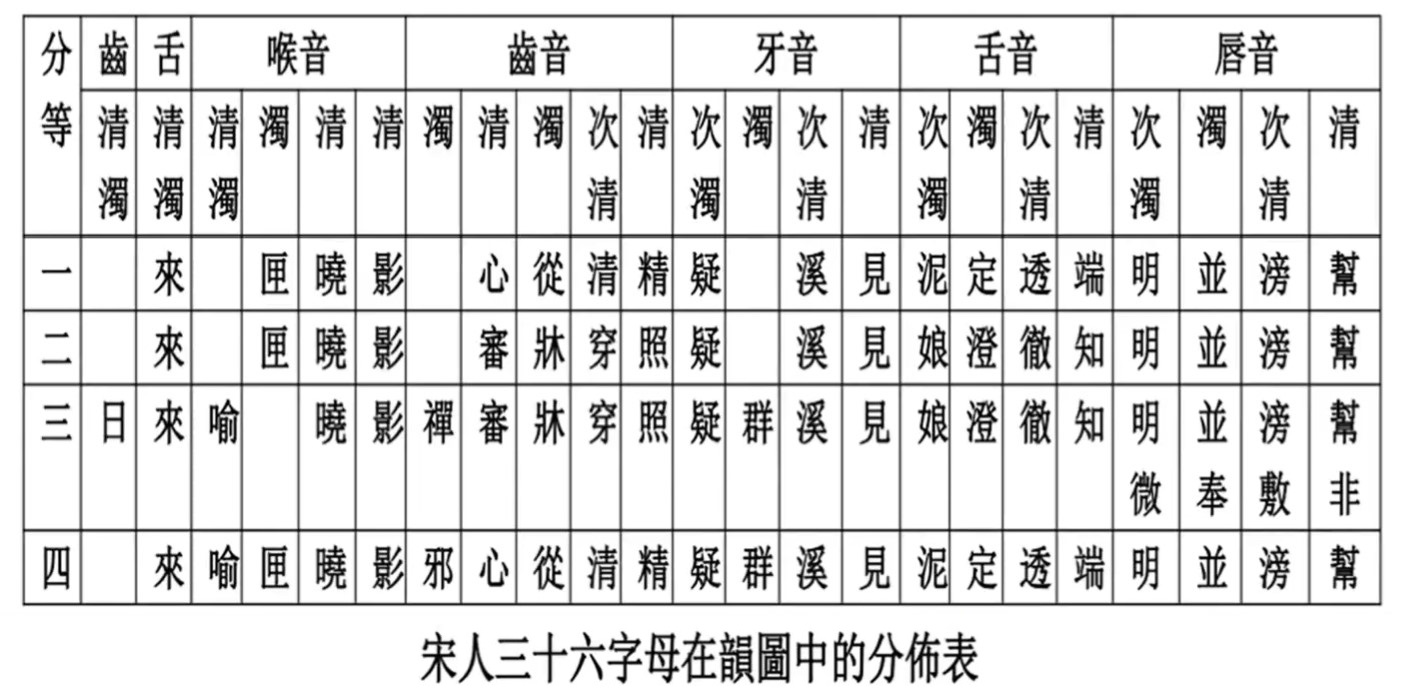 分等 齒 舌 喉音 齒音 牙音 舌音 唇音
清濁 清濁 清濁 濁 清 清 濁 清 濁 次清 清 次濁 濁 次清 清 次濁 濁 次清 清 次濁 濁 次清 清
一 來 匣 曉 影 心 從 清 精 疑 溪 見 泥 定 透 端 明 並 滂 幫
二 來 匣 曉 影 審 牀 穿 照 疑 溪 見 娘 澄 徹 知 明 並 滂 幫
三 日 來 喻 曉 影 禪 審 牀 穿 照 疑 群 溪 見 娘 澄 徹 知 明 並 滂 幫
微 奉 敷 非
四 來 喻 匣 曉 影 邪 心 從 清 精 疑 群 溪 見 泥 定 透 端 明 並 滂 幫
宋人三十六字母在韻圖中的分佈表